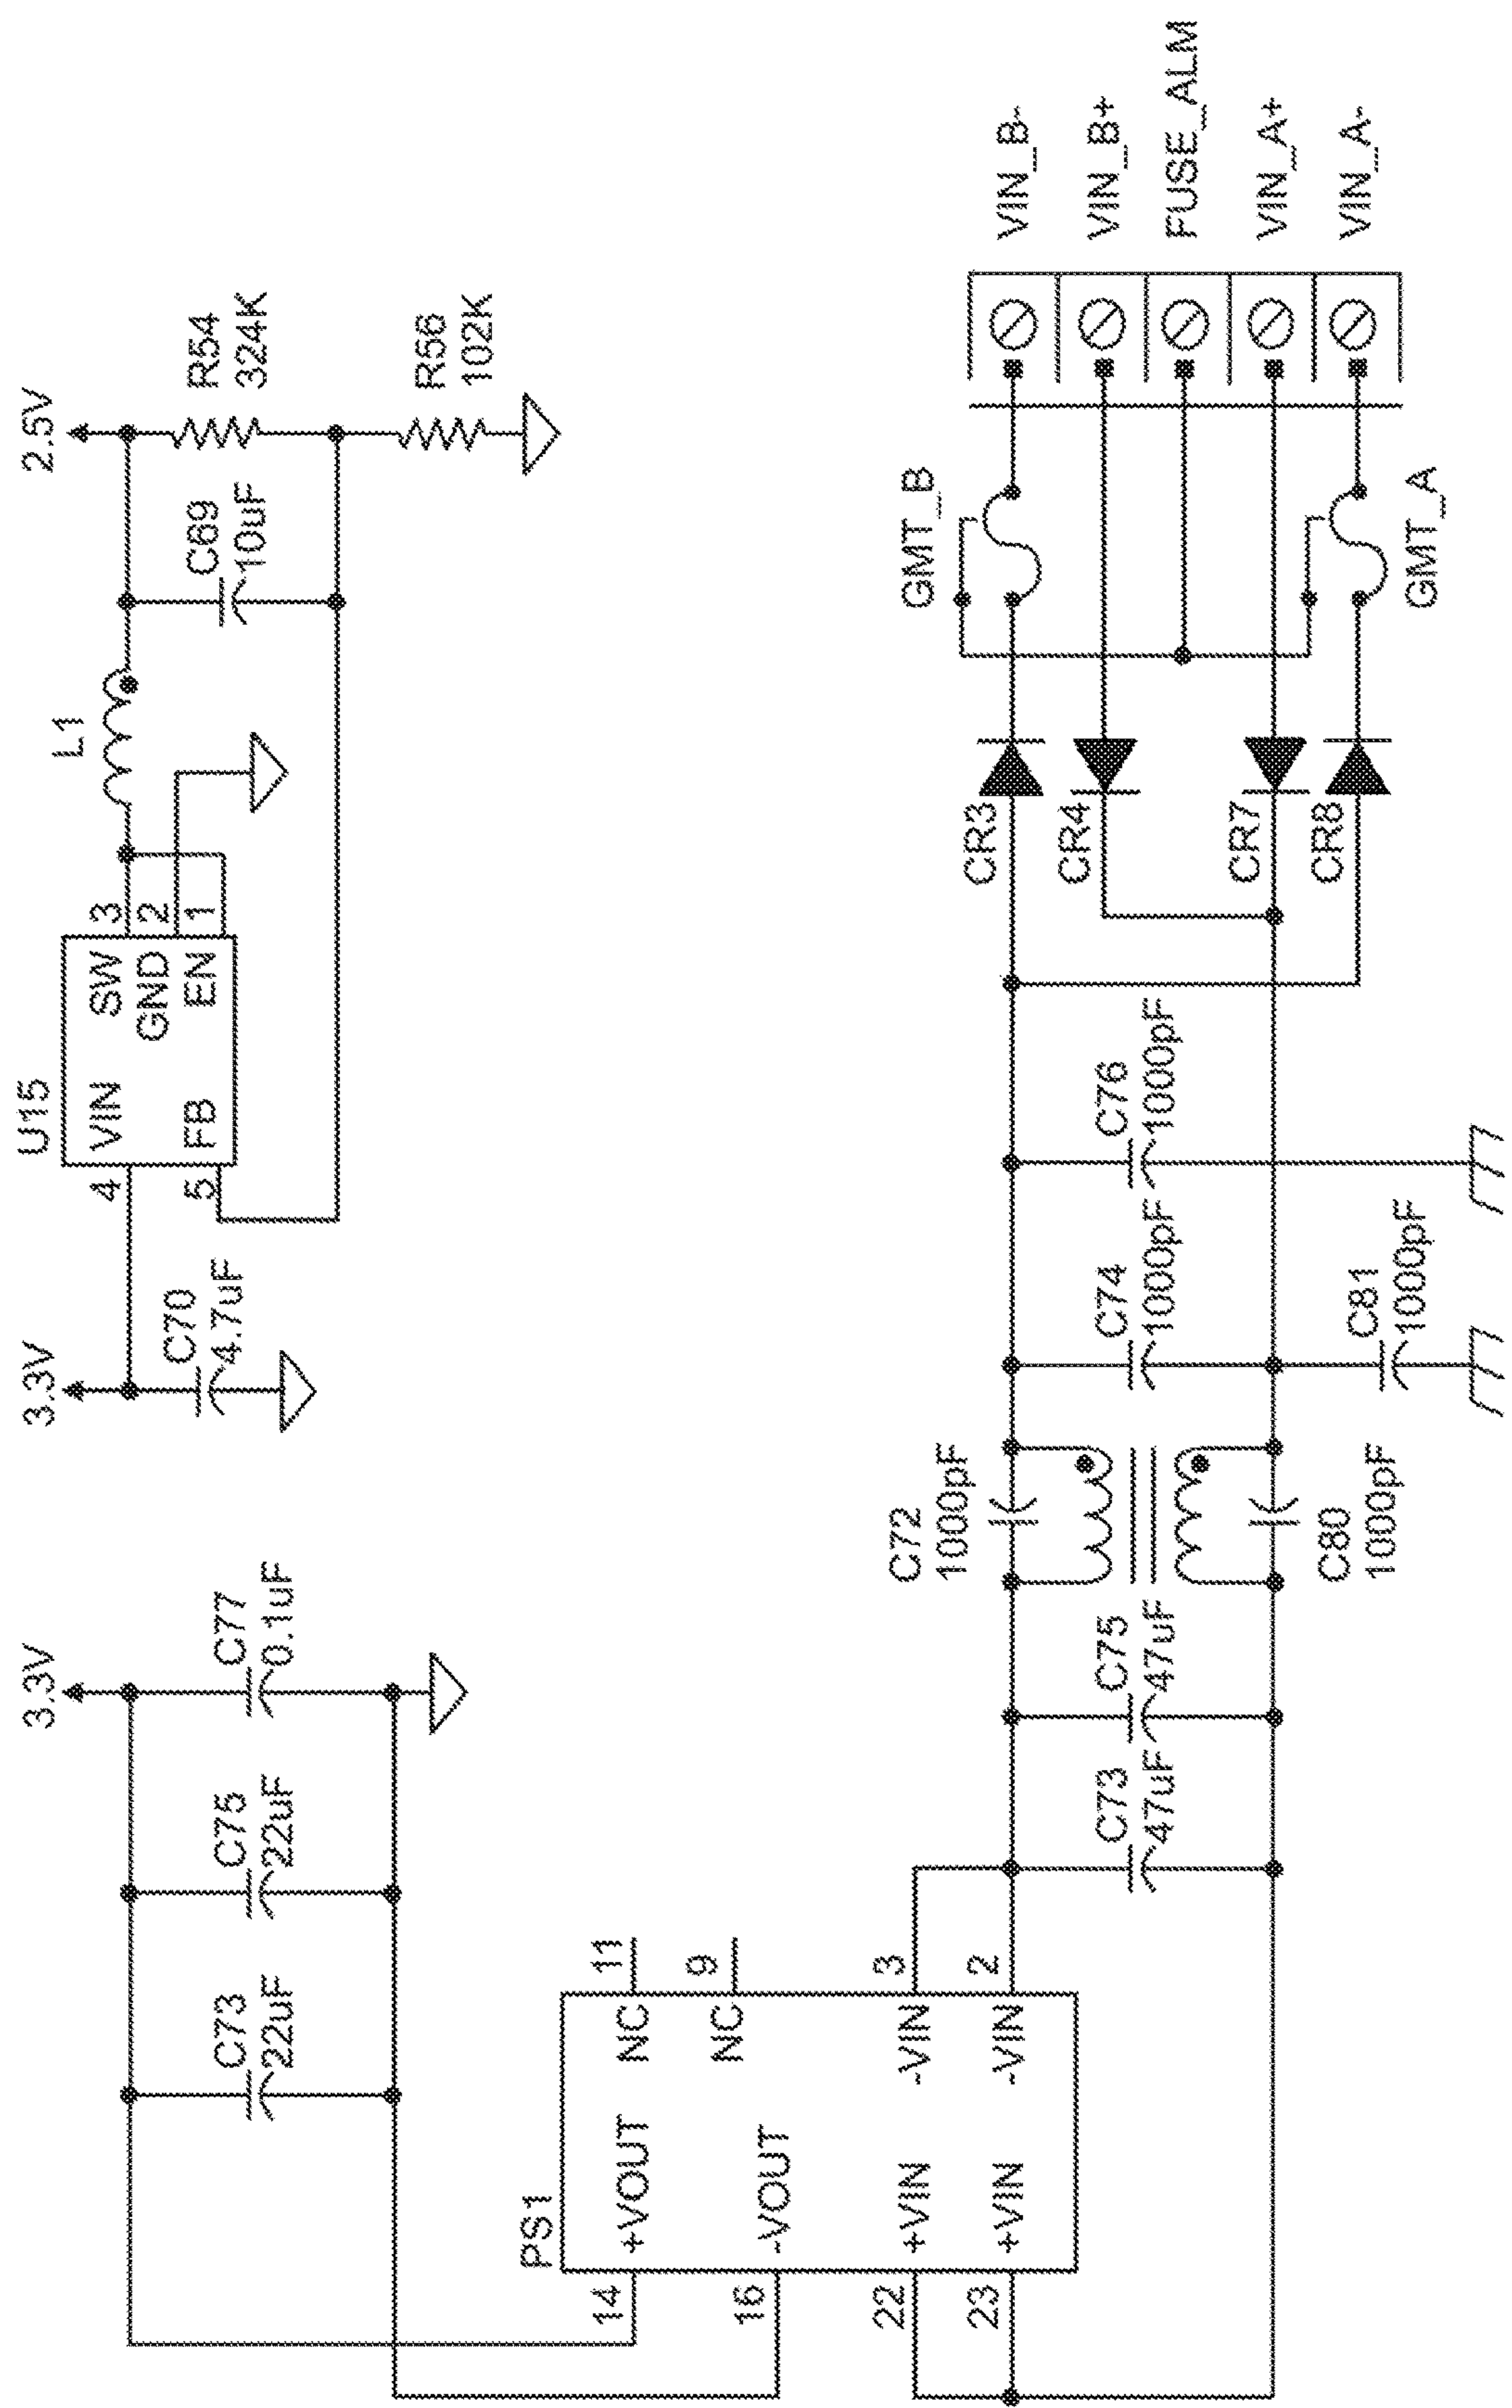 3.3V
C73
22uF
C75
22uF
C77
0.1uF
3.3V
C70
4.7uF
U15
4
VIN
SW
3
GND
2
5
FB
EN
1
L1
C69
10uF
2.5V
R54
324K
R56
102K
PS1
14
+VOUT
NC
11
NC
9
16
-VOUT
22
+VIN
-VIN
3
23
+VIN
-VIN
2
C73
47uF
C75
47uF
C72
1000pF
C80
1000pF
C74
1000pF
C81
1000pF
C76
1000pF
CR3
CR4
CR7
CR8
GMT_B
GMT_A
VIN_B-
VIN_B+
FUSE_ALM
VIN_A+
VIN_A-